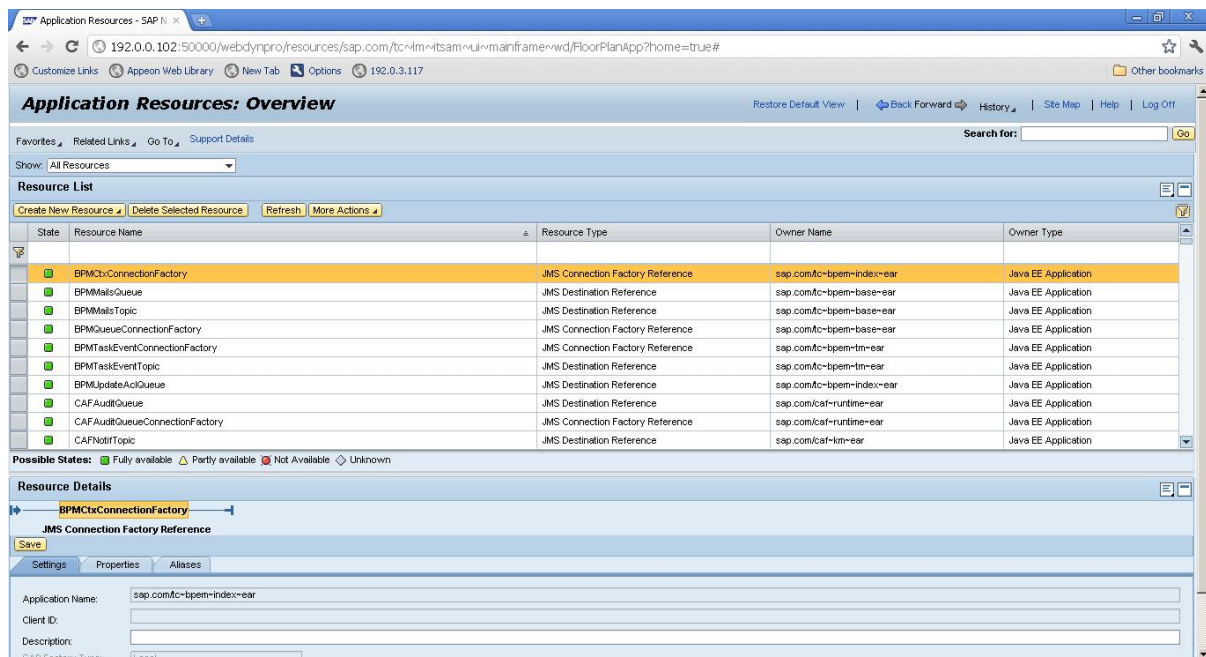 Application Resources - SAP N
192.0.0.102:50000/webdynpro/resources/sap.com/tc~lm~itsam~ui~mainframe~wd/FloorPlanApp?home=true#
Customize Links Appeon Web Library New Tab Options 192.0.3.117 Other bookmarks
Application Resources: Overview Restore Default View | Back Forward History | Site Map | Help | Log Off
Favorites Related Links Go To Support Details Search for: Go
Show: All Resources
Resource List
Create New Resource Delete Selected Resource Refresh More Actions
State Resource Name Resource Type Owner Name Owner Type
BPMCtxConnectionFactory JMS Connection Factory Reference sap.com/tc~bpem~index~ear Java EE Application
BPMMailsQueue JMS Destination Reference sap.com/tc~bpem~base~ear Java EE Application
BPMMailsTopic JMS Destination Reference sap.com/tc~bpem~base~ear Java EE Application
BPMQueueConnectionFactory JMS Connection Factory Reference sap.com/tc~bpem~base~ear Java EE Application
BPMTaskEventConnectionFactory JMS Connection Factory Reference sap.com/tc~bpem~tm~ear Java EE Application
BPMTaskEventTopic JMS Destination Reference sap.com/tc~bpem~tm~ear Java EE Application
BPMUpdateAclQueue JMS Destination Reference sap.com/tc~bpem~index~ear Java EE Application
CAFAuditQueue JMS Destination Reference sap.com/caf~runtime~ear Java EE Application
CAFAuditQueueConnectionFactory JMS Connection Factory Reference sap.com/caf~runtime~ear Java EE Application
CAFNotifTopic JMS Destination Reference sap.com/caf~km~ear Java EE Application
Possible States: Fully available Partly available Not Available Unknown
Resource Details
BPMCtxConnectionFactory
JMS Connection Factory Reference
Save
Settings Properties Aliases
Application Name: sap.com/tc~bpem~index~ear
Client ID:
Description: